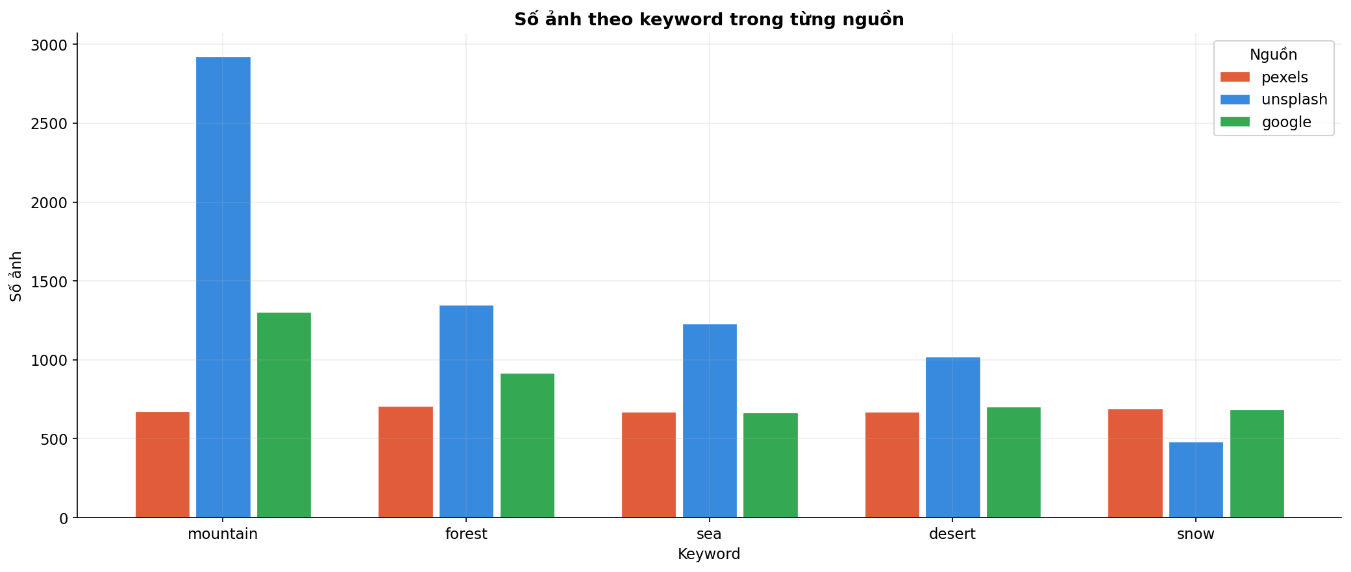 Số ảnh theo keyword trong từng nguồn
Nguồn
pexels
unsplash
google
Số ảnh
3000
2500
2000
1500
1000
500
0
mountain
forest
sea
desert
snow
Keyword